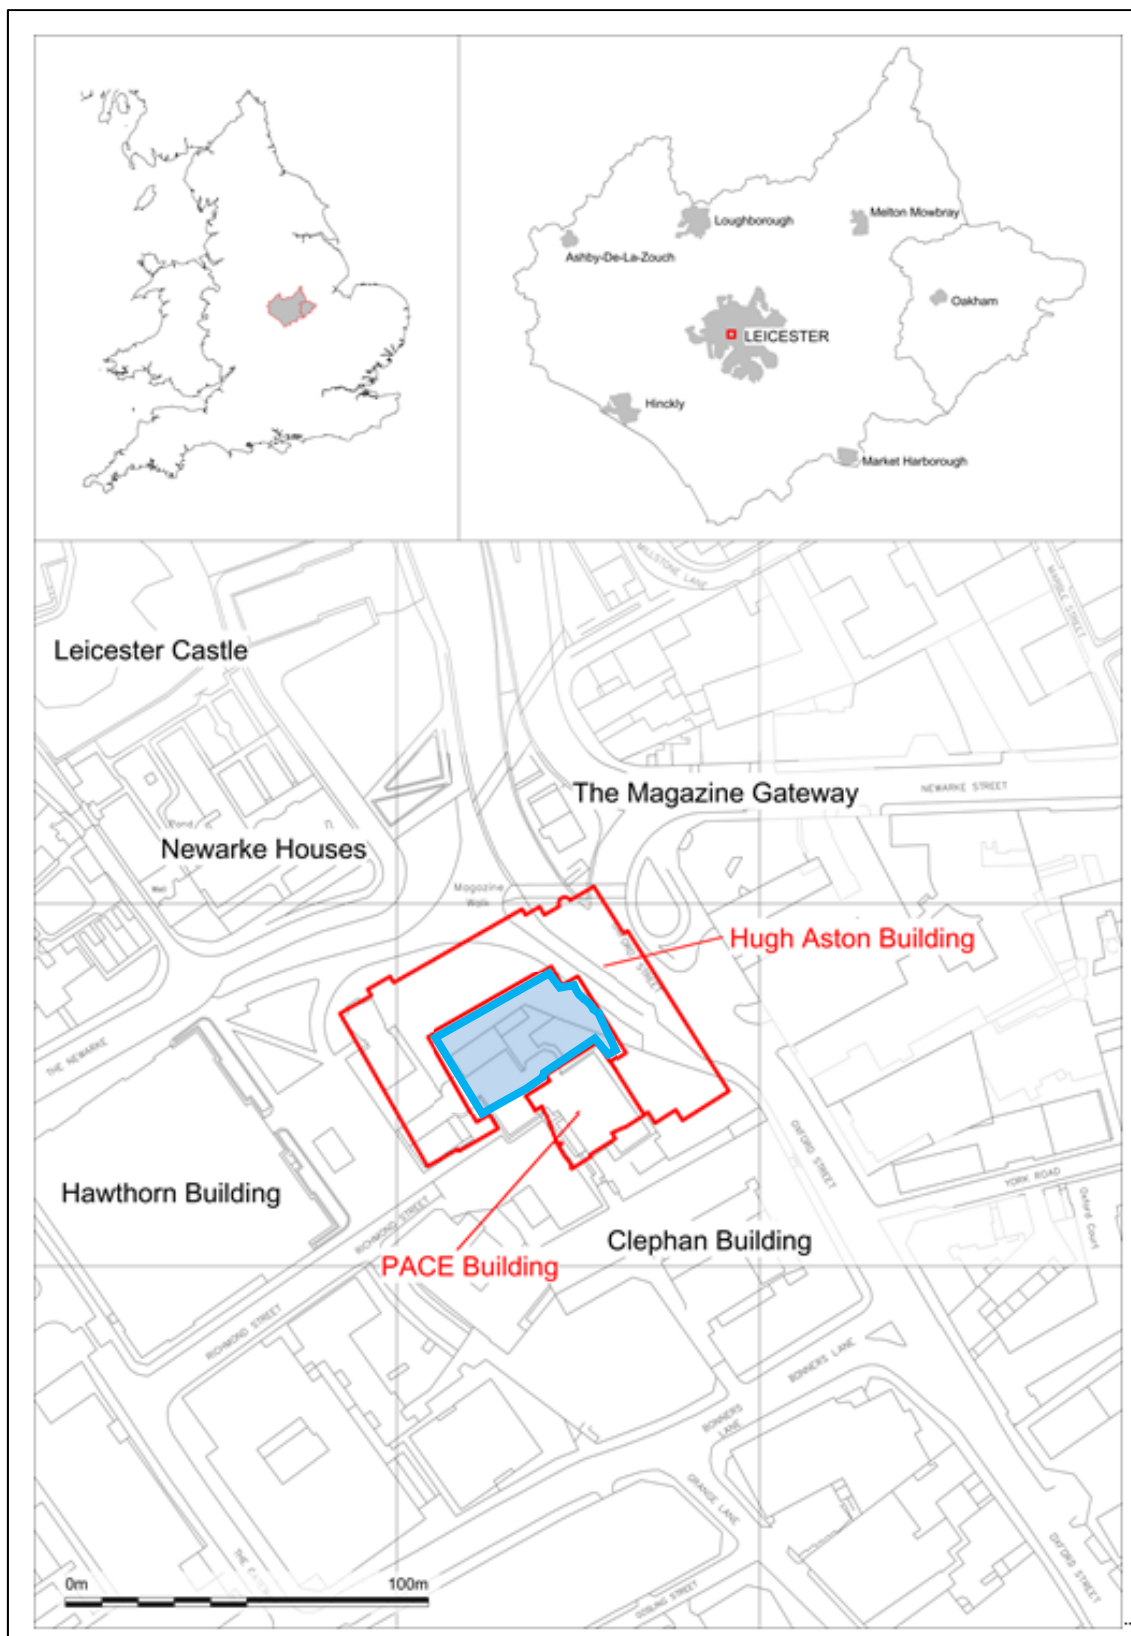 Loughborough
Melton Mowbray
Ashby-De-La-Zouch
Oakham
LEICESTER
Hinckly
Market Harborough
MILLSTONE LANE
MARBLE STREET
Leicester Castle
The Magazine Gateway
NEWARKE STREET
Pond
Newarke Houses
Well
Magazine
Walk
Hugh Aston Building
OXFORD STREET
THE NEWARKE
OXFORD STREET
YORK ROAD
Oxford Court
Hawthorn Building
RICHMOND STREET
Clephan Building
PACE Building
RICHMOND STREET
BONNERS LANE
BONNERS
LANE
GRANGE LANE
OXFORD STREET
THE
GOSLING STREET
0m
100m